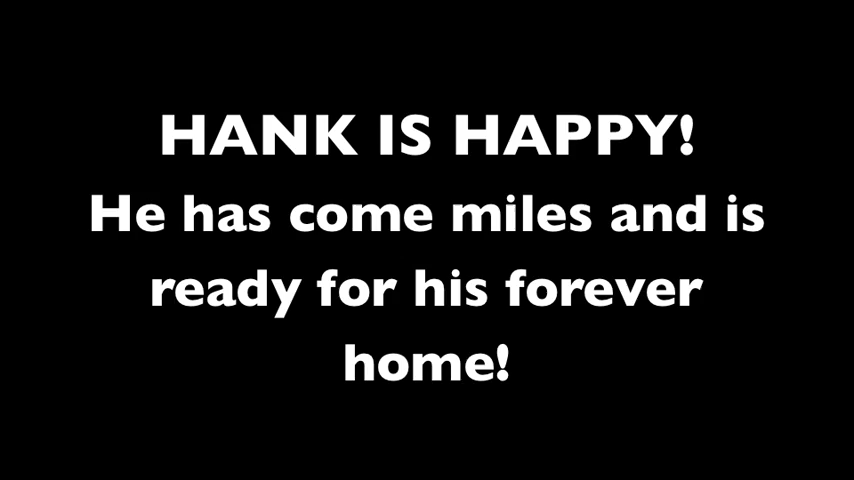 HANK IS HAPPY!
He has come miles and is
ready for his forever
home!